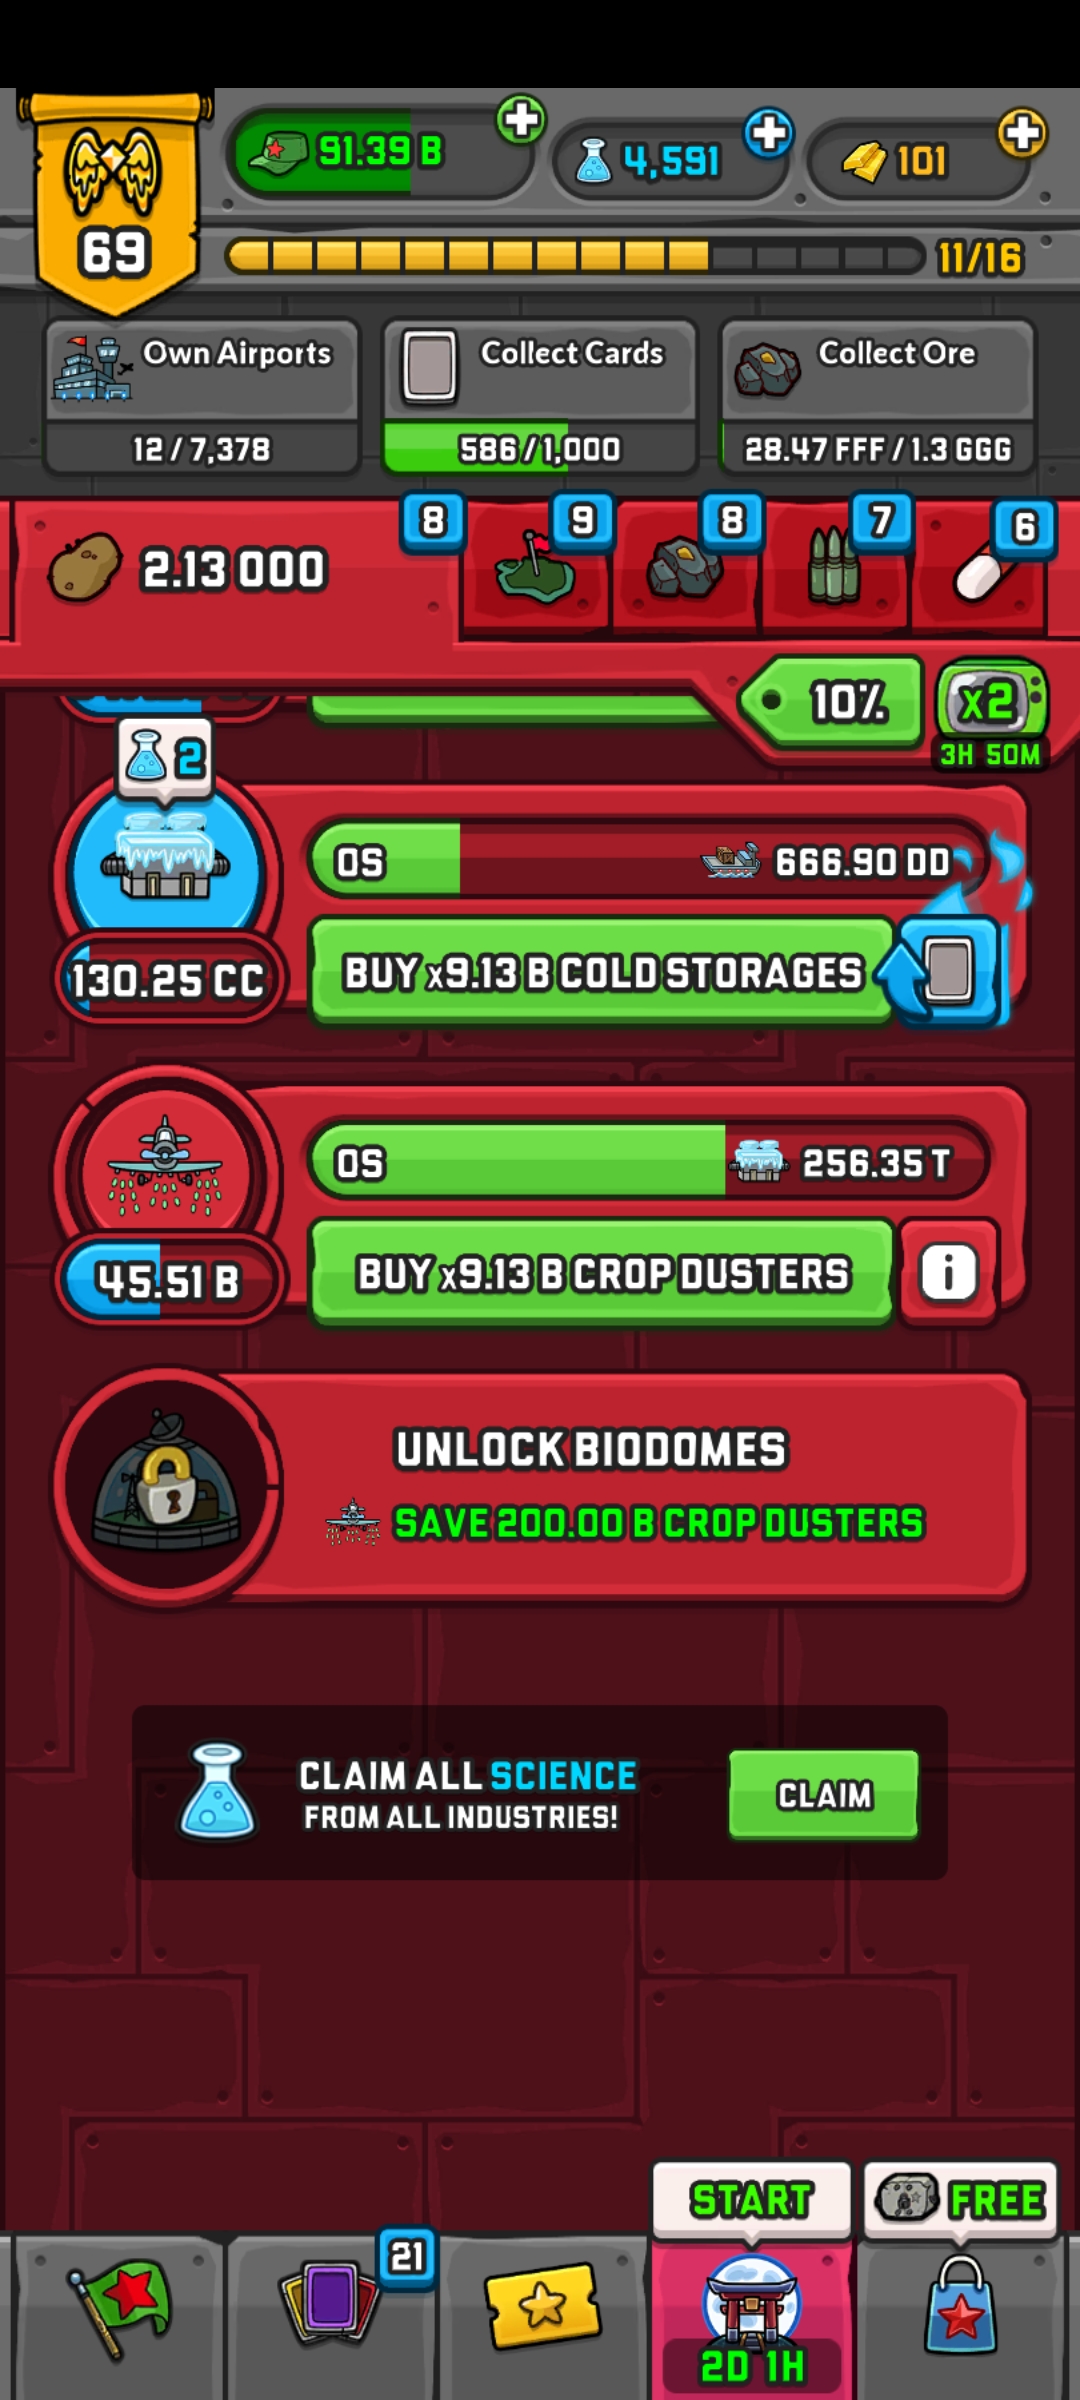 69
91.39 B
4,591
101
11/16
Own Airports
12 / 7,378
Collect Cards
586 / 1,000
Collect Ore
28.47 FFF / 1.3 GGG
2.13 OOO
8
9
8
7
6
10%
x2
3H 50M
2
0S
666.90 DD
130.25 CC
BUY x9.13 B COLD STORAGES
0S
256.35 T
45.51 B
BUY x9.13 B CROP DUSTERS
i
UNLOCK BIODOMES
SAVE 200.00 B CROP DUSTERS
CLAIM ALL SCIENCE
FROM ALL INDUSTRIES!
CLAIM
START
FREE
21
2D 1H